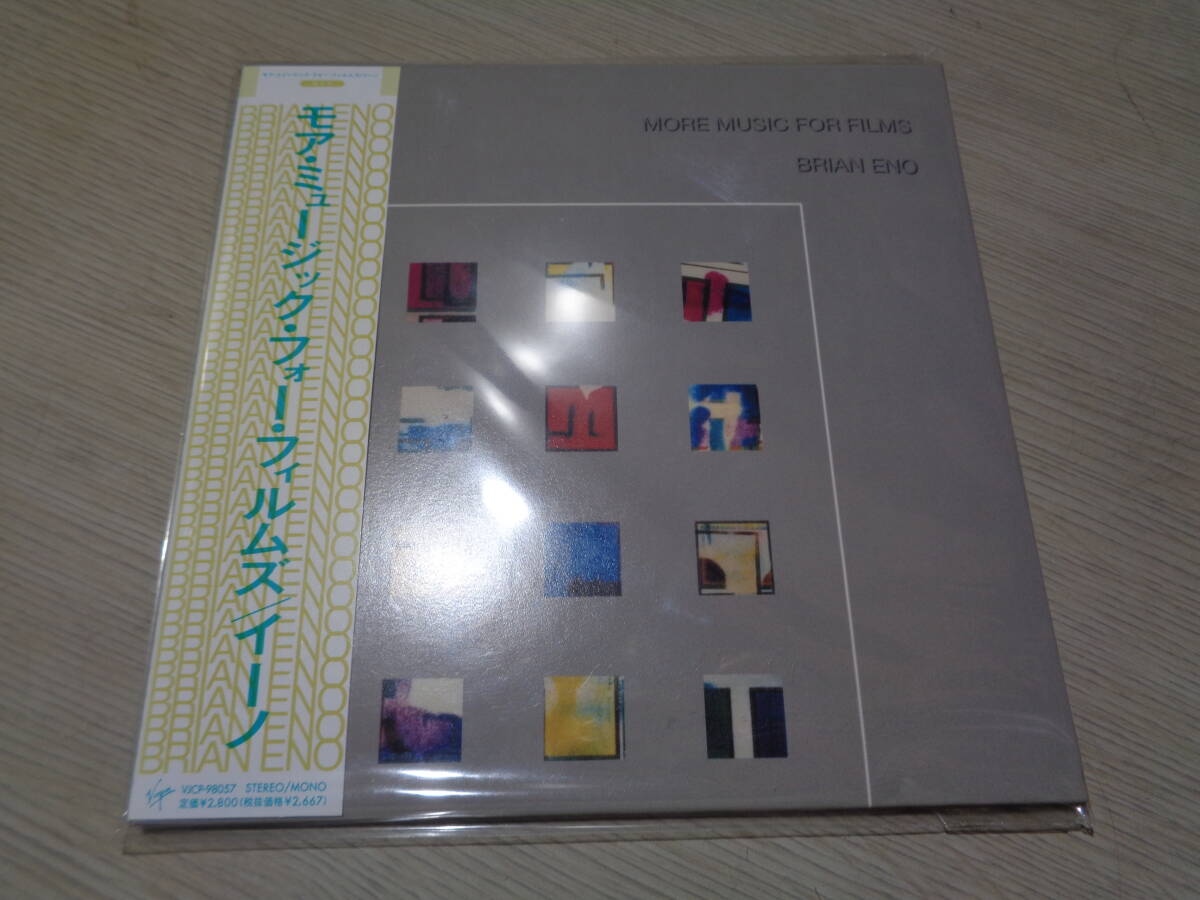 MORE MUSIC FOR FILMS
BRIAN ENO
モア・ミュージック・フォー・フィルムズ/イーノ
BRIAN ENO
Virgin
VJCP-98057 STEREO/MONO
定価¥2,800(税抜価格¥2,667)